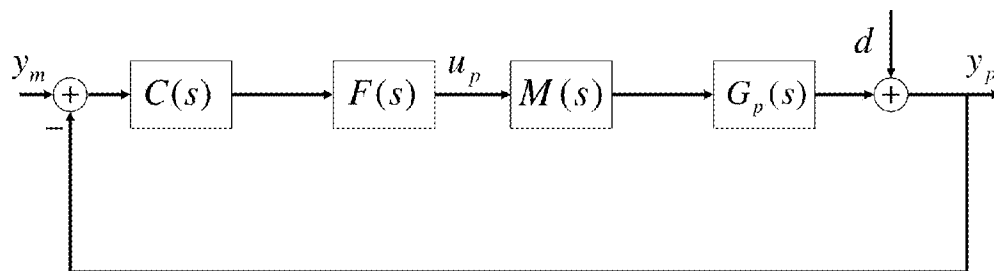 d
y_m
u_p
y_p
+
C(s)
F(s)
M(s)
G_p(s)
+
−